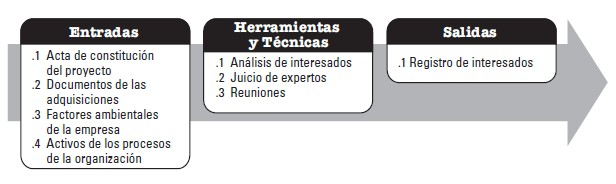 Entradas
.1 Acta de constitución
del proyecto
.2 Documentos de las
adquisiciones
.3 Factores ambientales
de la empresa
.4 Activos de los procesos
de la organización
Herramientas
y Técnicas
.1 Análisis de interesados
.2 Juicio de expertos
.3 Reuniones
Salidas
.1 Registro de interesados